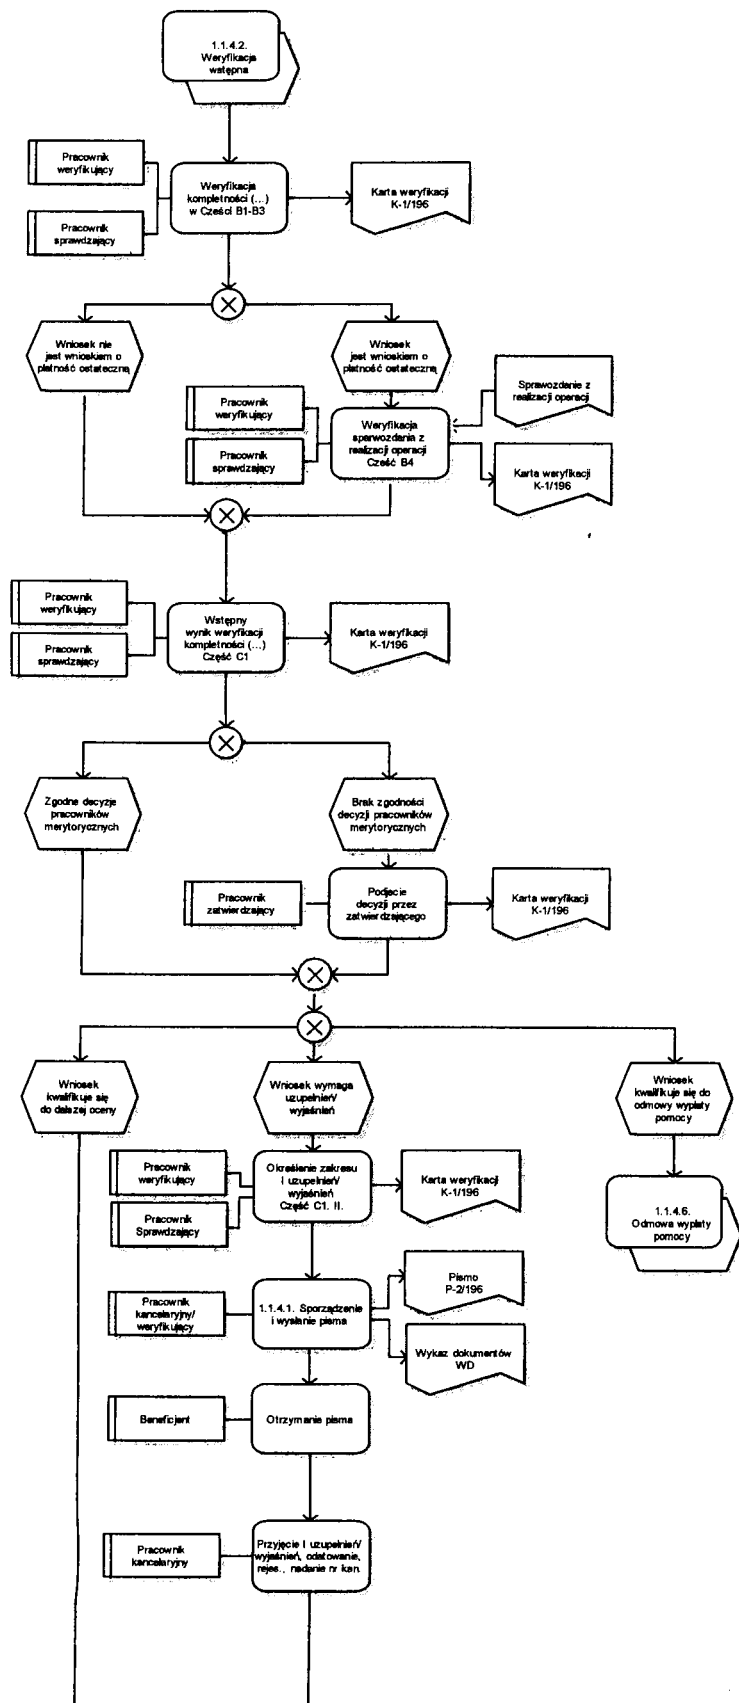 1.1.4.2.
Weryfikacja
wstępna
Pracownik
weryfikujący
Pracownik
sprawdzający
Weryfikacja
kompletności (...)
w Cześci B1-B3
Karta weryfikacji
K-1/196
Wniosek nie
jest wnioskiem o
płatność ostateczną
Wniosek
jest wnioskiem o
płatność ostateczną
Pracownik
weryfikujący
Pracownik
sprawdzający
Weryfikacja
sparwozdania z
realizacji operacji
Cześć B4
Sprawozdanie z
realizacji operacji
Karta weryfikacji
K-1/196
Pracownik
weryfikujący
Pracownik
sprawdzający
Wstępny
wynik weryfikacji
kompletności (...)
Część C1
Karta weryfikacji
K-1/196
Zgodne decyzje
pracowników
merytorycznych
Brak zgodności
decyzji pracowników
merytorycznych
Pracownik
zatwierdzający
Podjęcie
decyzji przez
zatwierdzającego
Karta weryfikacji
K-1/196
Wniosek
kwalifikuje się
do dalszej oceny
Wniosek wymaga
uzupełnień/
wyjaśnień
Wniosek
kwalifikuje się do
odmowy wypłaty
pomocy
Pracownik
weryfikujący
Pracownik
Sprawdzający
Określenie zakresu
I uzupełnień/
wyjaśnień
Część C1. II.
Karta weryfikacji
K-1/196
1.1.4.6.
Odmowa wypłaty
pomocy
Pracownik
kancelaryjny/
weryfikujący
1.1.4.1. Sporządzenie
i wysłanie pisma
Pismo
P-2/196
Wykaz dokumentów
WD
Beneficjent
Otrzymanie pisma
Pracownik
kancelaryjny
Przyjęcie I uzupełnień/
wyjaśnień, odatowanie,
rejes., nadanie nr kan.